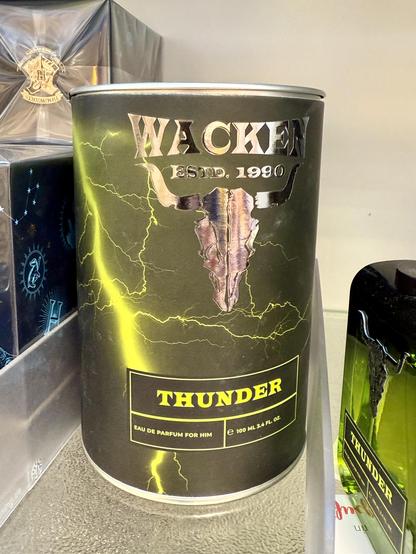 WACKEN
ESTD. 1990
THUNDER
EAU DE PARFUM FOR HIM
℮ 100 ML 3.4 FL. OZ.
THUNDER
H